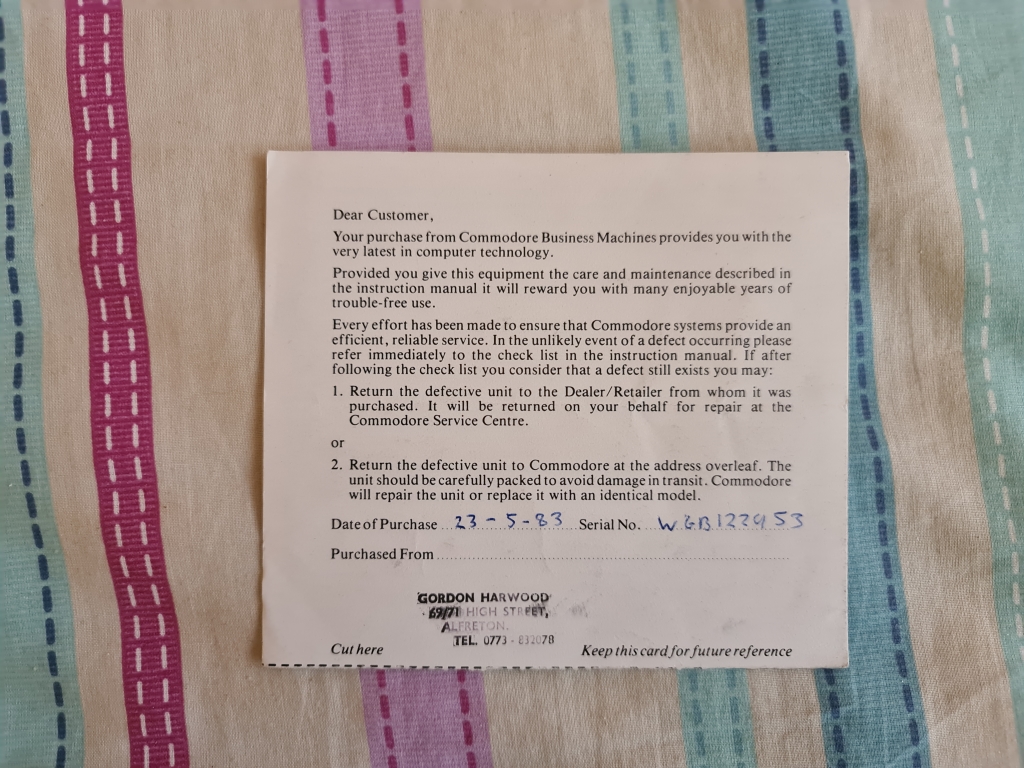 Dear Customer,
Your purchase from Commodore Business Machines provides you with the
very latest in computer technology.
Provided you give this equipment the care and maintenance described in
the instruction manual it will reward you with many enjoyable years of
trouble-free use.
Every effort has been made to ensure that Commodore systems provide an
efficient, reliable service. In the unlikely event of a defect occurring please
refer immediately to the check list in the instruction manual. If after
following the check list you consider that a defect still exists you may:
1. Return the defective unit to the Dealer/Retailer from whom it was
purchased. It will be returned on your behalf for repair at the
Commodore Service Centre.
or
2. Return the defective unit to Commodore at the address overleaf. The
unit should be carefully packed to avoid damage in transit. Commodore
will repair the unit or replace it with an identical model.
Date of Purchase 23-5-83 Serial No.
Purchased From
GORDON HARWOOD
69/71 HIGH STREET,
ALFRETON.
TEL. 0773 - 832078
Cut here Keep this card for future reference